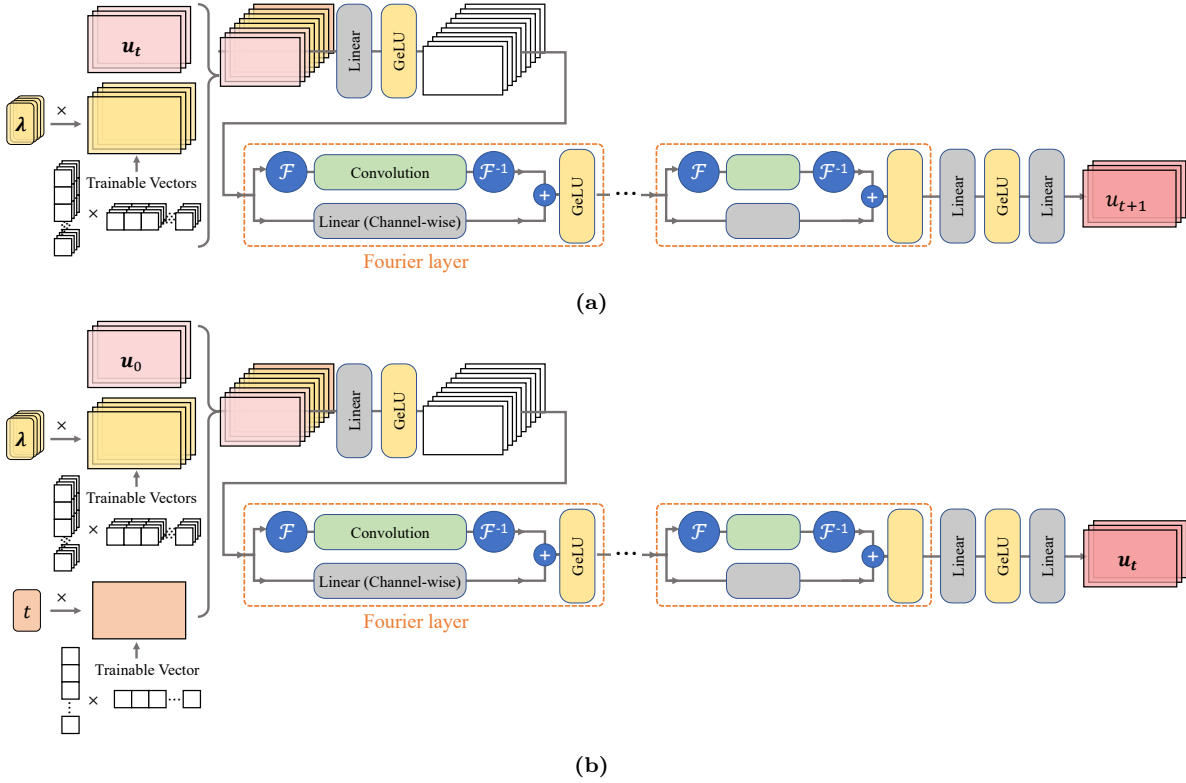 u_t
λ
×
Trainable Vectors
×
Linear
GeLU
ℱ
Convolution
ℱ⁻¹
+
Linear (Channel-wise)
GeLU
Fourier layer
...
ℱ
ℱ⁻¹
+
Linear
GeLU
Linear
u_{t+1}
(a)
u_0
λ
×
Trainable Vectors
×
t
×
Trainable Vector
×
Linear
GeLU
ℱ
Convolution
ℱ⁻¹
+
Linear (Channel-wise)
GeLU
Fourier layer
...
ℱ
ℱ⁻¹
+
Linear
GeLU
Linear
u_t
(b)